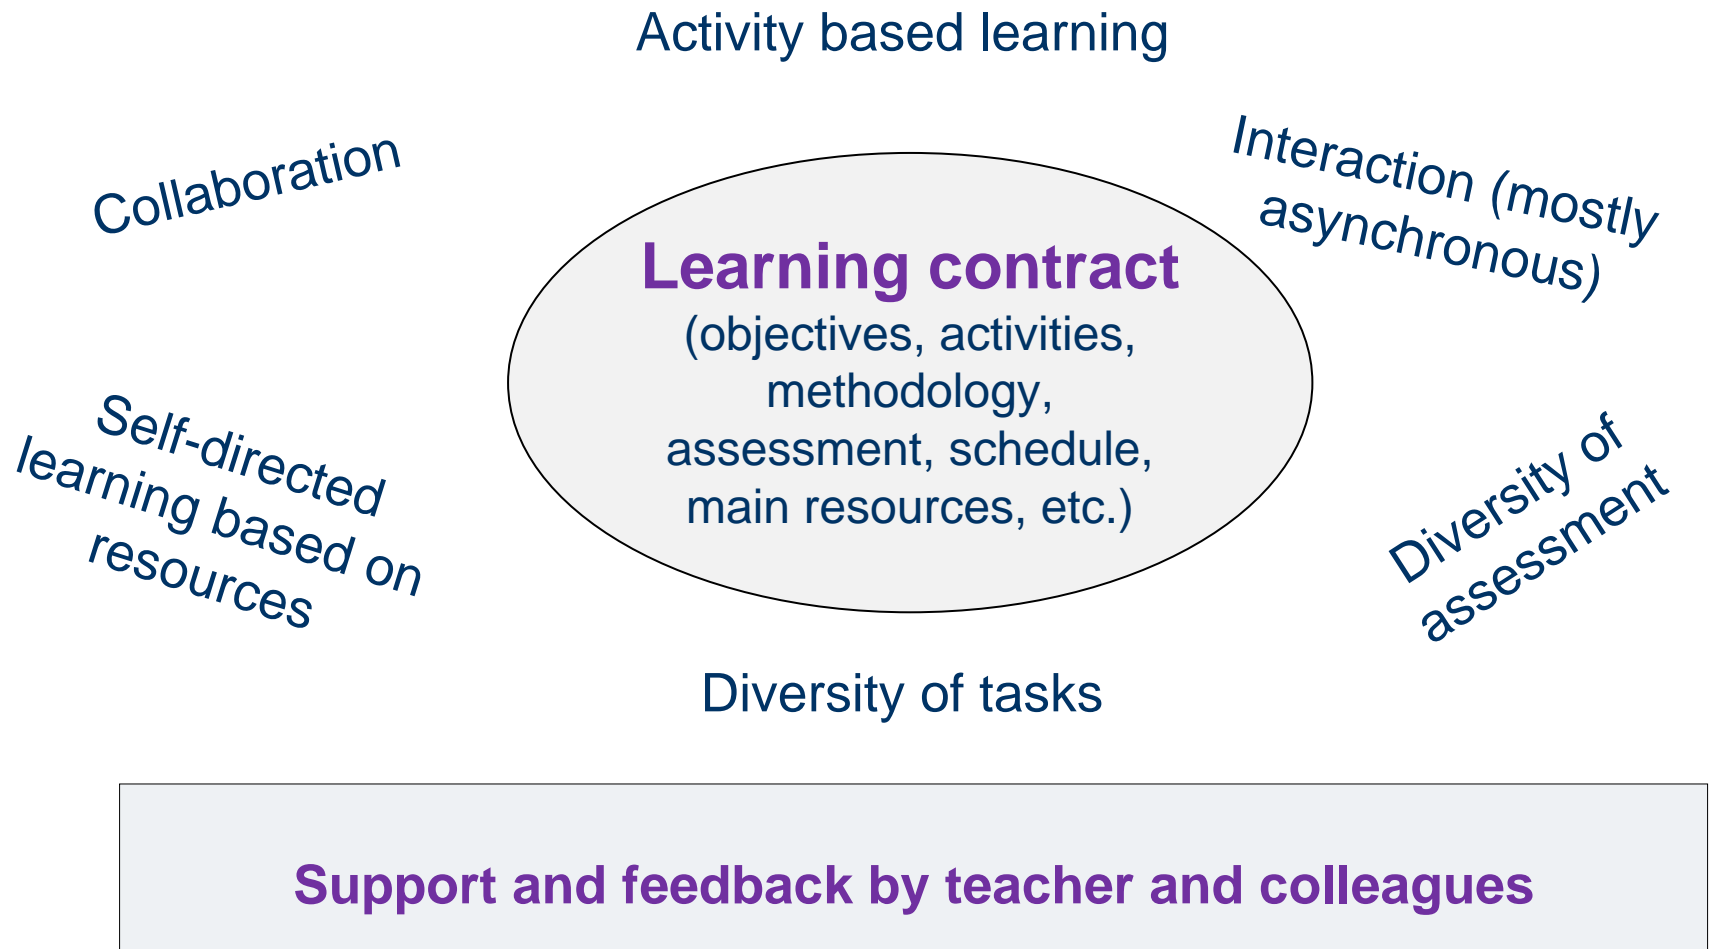 Activity based learning
Collaboration
Interaction (mostly
asynchronous)
Learning contract
(objectives, activities,
methodology,
assessment, schedule,
main resources, etc.)
Self-directed
learning based on
resources
Diversity of
assessment
Diversity of tasks
Support and feedback by teacher and colleagues